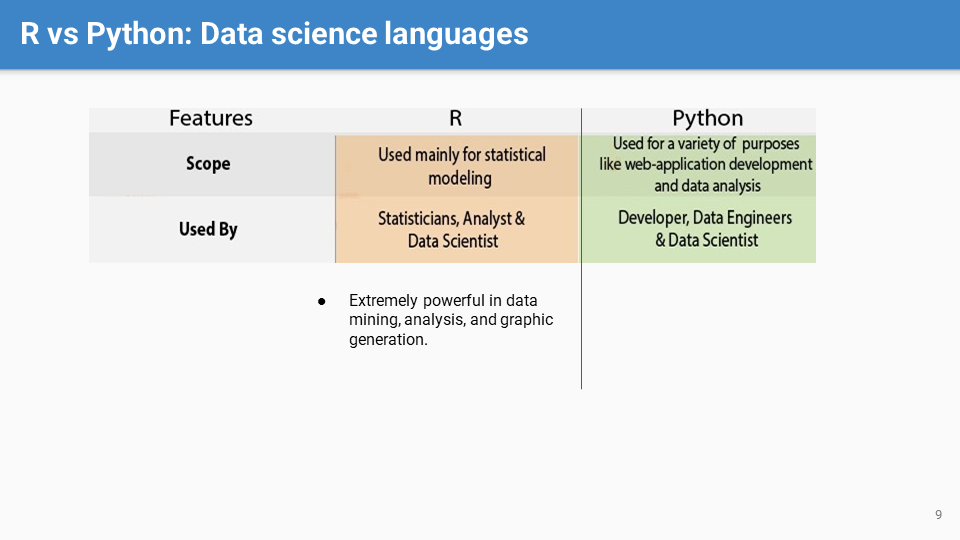 R vs Python: Data science languages
Features
R
Python
Scope
Used mainly for statistical
modeling
Used for a variety of purposes
like web-application development
and data analysis
Used By
Statisticians, Analyst &
Data Scientist
Developer, Data Engineers
& Data Scientist
● Extremely powerful in data
mining, analysis, and graphic
generation.
9